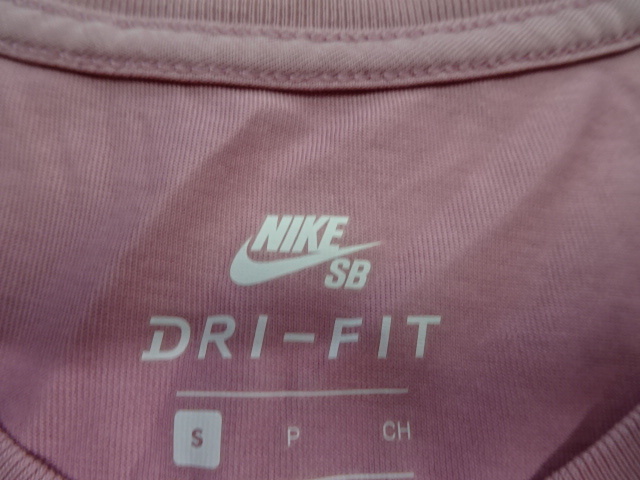 NIKE
SB
DRI-FIT
S P CH